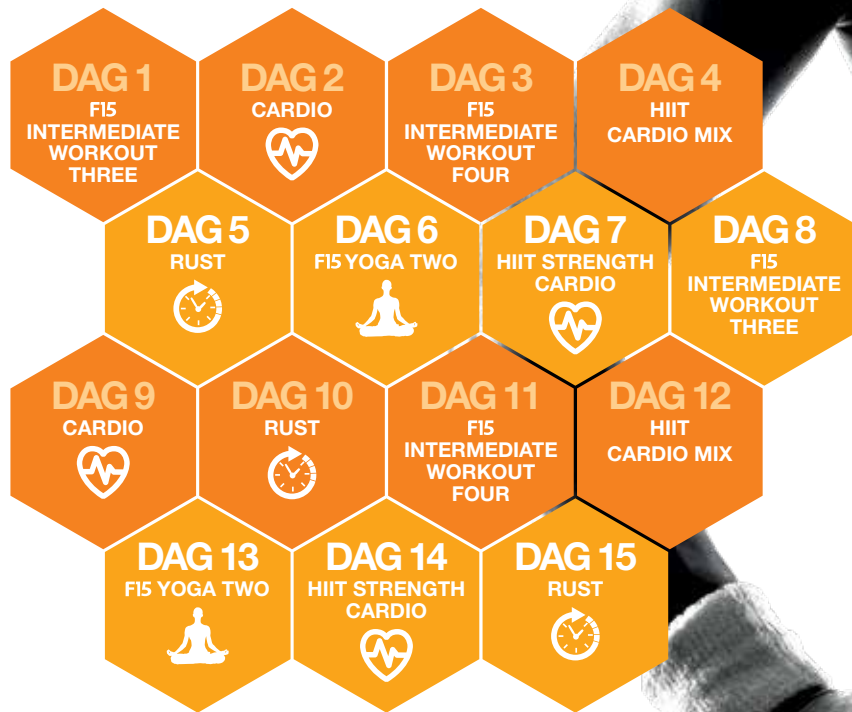 DAG 1
F15
INTERMEDIATE
WORKOUT
THREE
DAG 2
CARDIO
DAG 3
F15
INTERMEDIATE
WORKOUT
FOUR
DAG 4
HIIT
CARDIO MIX
DAG 5
RUST
DAG 6
F15 YOGA TWO
DAG 7
HIIT STRENGTH
CARDIO
DAG 8
F15
INTERMEDIATE
WORKOUT
THREE
DAG 9
CARDIO
DAG 10
RUST
DAG 11
F15
INTERMEDIATE
WORKOUT
FOUR
DAG 12
HIIT
CARDIO MIX
DAG 13
F15 YOGA TWO
DAG 14
HIIT STRENGTH
CARDIO
DAG 15
RUST